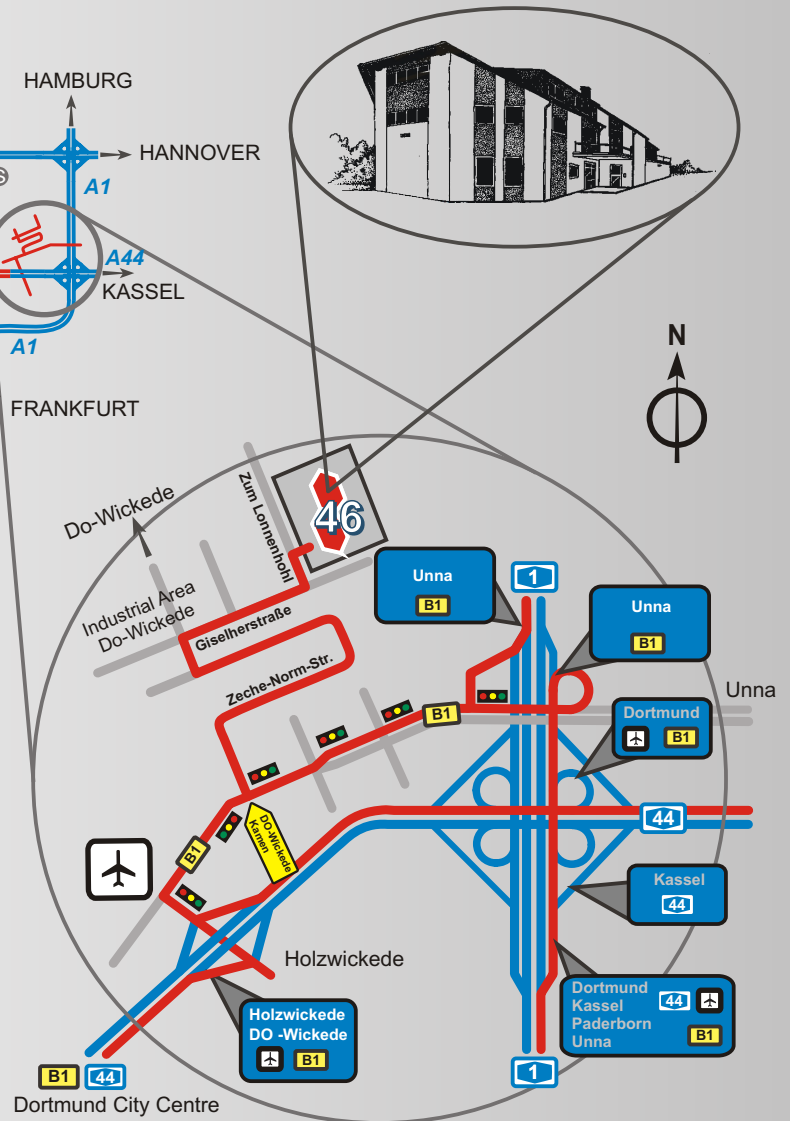 HAMBURG
HANNOVER
A1
A44
KASSEL
A1
FRANKFURT
N
Do-Wickede
Zum Lonnenhohl
46
Industrial Area
Do-Wickede
Giselherstraße
Zeche-Norm-Str.
Unna
B1
1
Unna
B1
Unna
B1
Dortmund
B1
44
DO-Wickede
Kamen
B1
Kassel
44
Holzwickede
Holzwickede
DO -Wickede
B1
Dortmund
Kassel
Paderborn
Unna
44
B1
1
B1
44
Dortmund City Centre